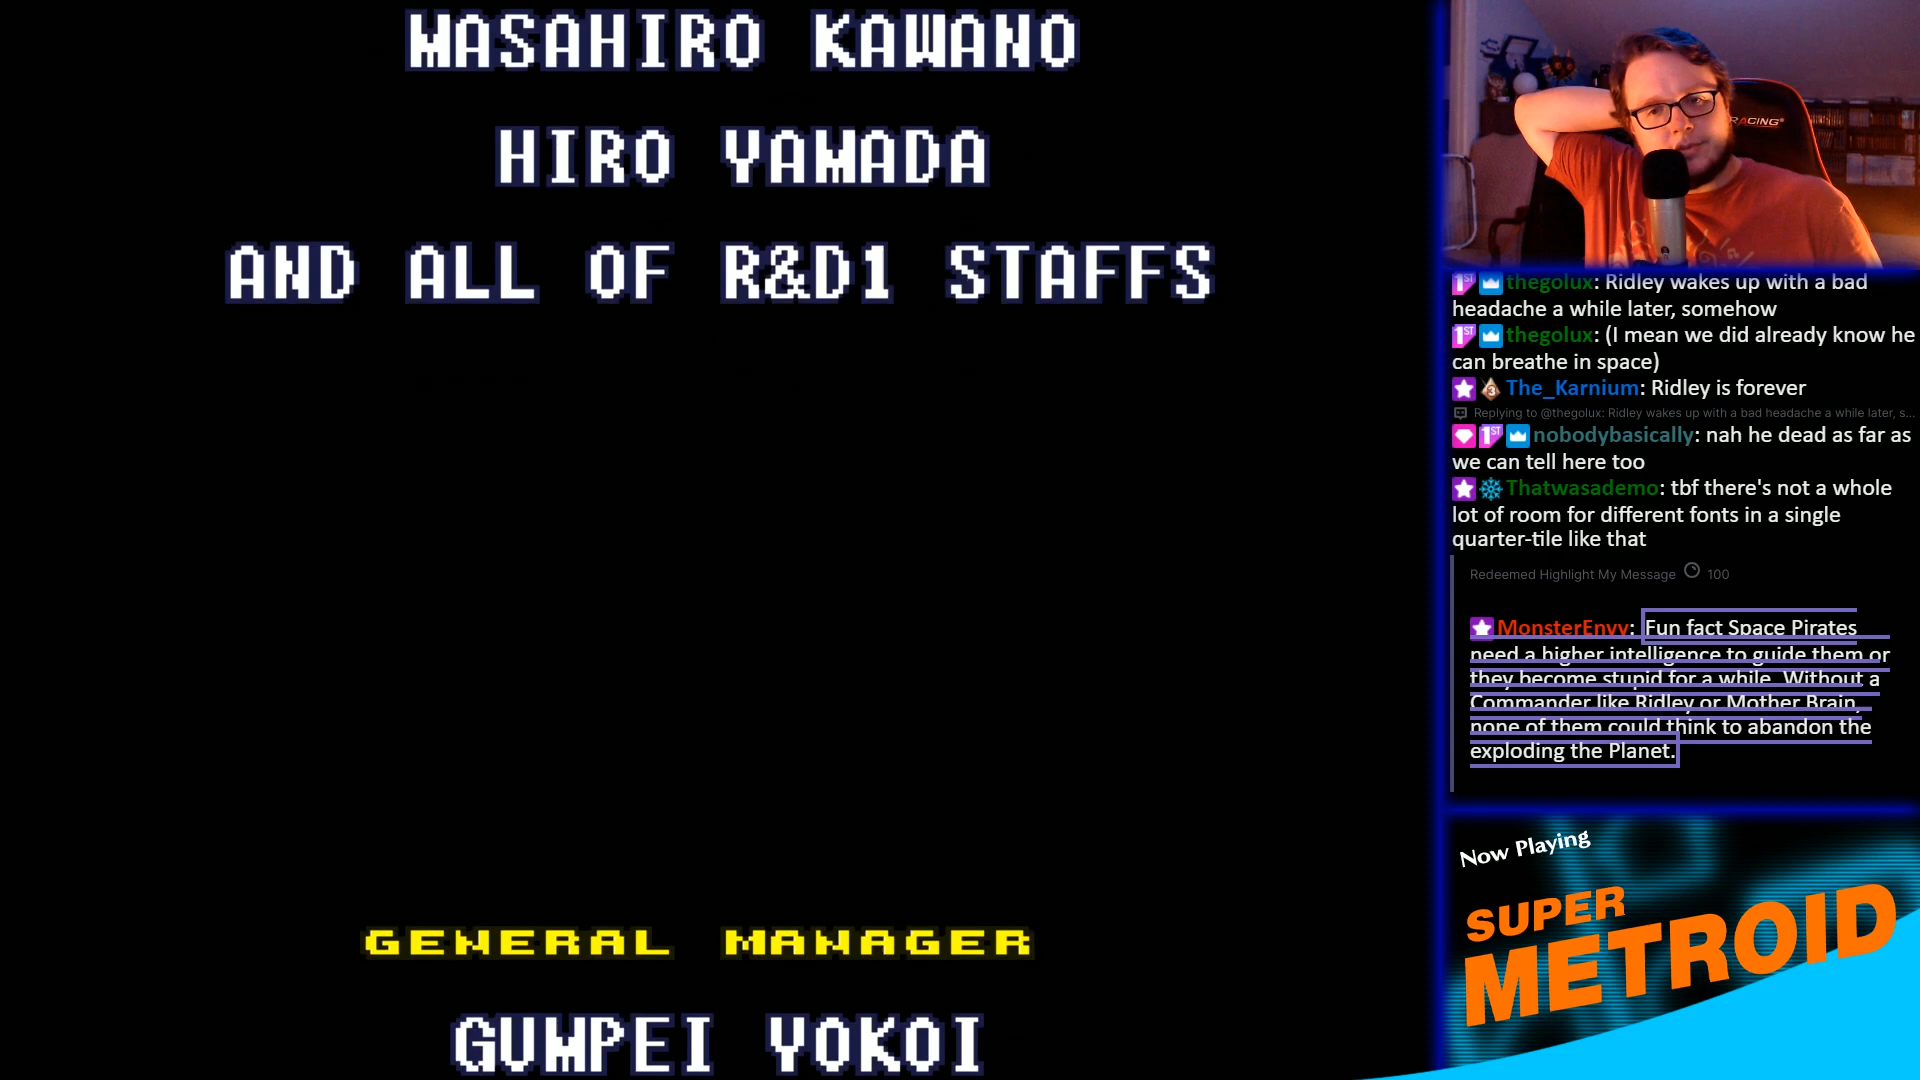 MASAHIRO KAWANO
HIRO YAMADA
AND ALL OF R&D1 STAFFS
GENERAL MANAGER
GUMPEI YOKOI
RACING
1ST thegolux: Ridley wakes up with a bad
headache a while later, somehow
1ST thegolux: (I mean we did already know he
can breathe in space)
3 The_Karnium: Ridley is forever
Replying to @thegolux: Ridley wakes up with a bad headache a while later, s...
1ST nobodybasically: nah he dead as far as
we can tell here too
Thatwasademo: tbf there's not a whole
lot of room for different fonts in a single
quarter-tile like that
Redeemed Highlight My Message 100
MonsterEnvy: Fun fact Space Pirates
need a higher intelligence to guide them or
they become stupid for a while. Without a
Commander like Ridley or Mother Brain,
none of them could think to abandon the
exploding the Planet.
Now Playing
SUPER
METROID